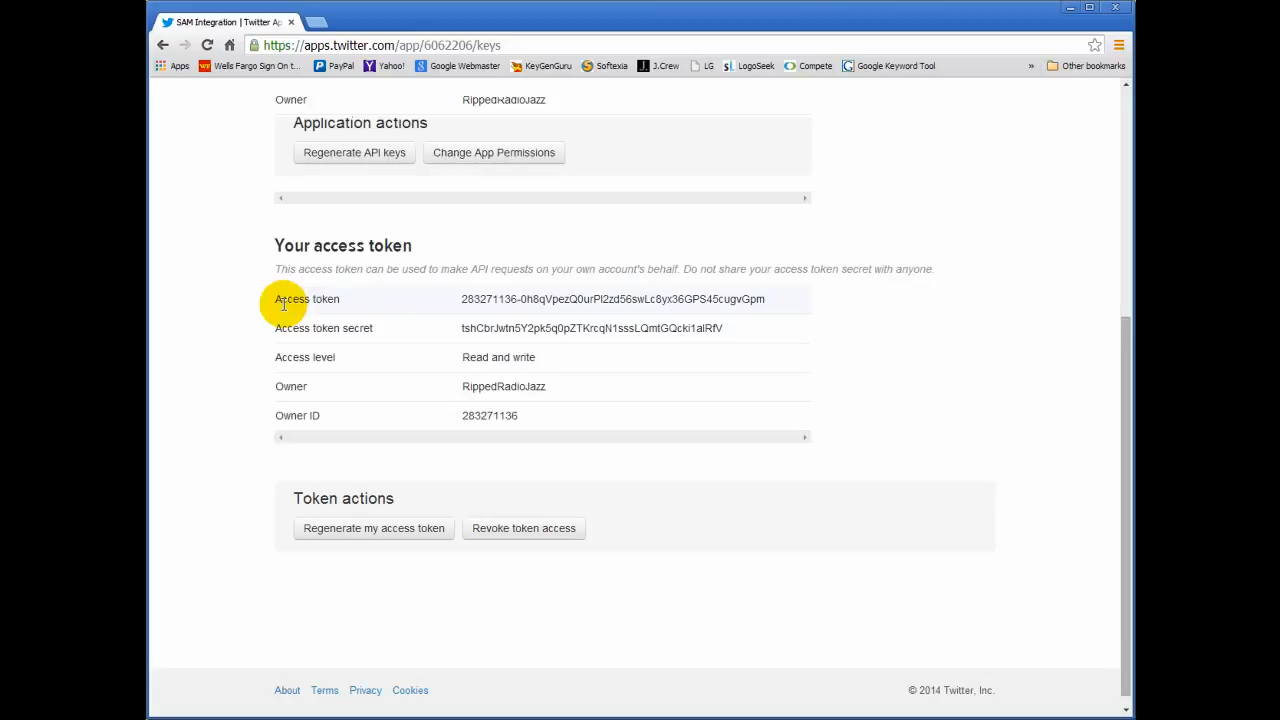 SAM Integration | Twitter Ap
https://apps.twitter.com/app/6062206/keys
Apps Wells Fargo Sign On t... PayPal Yahoo! Google Webmaster KeyGenGuru Softexia J.Crew LG LogoSeek Compete Google Keyword Tool » Other bookmarks
Owner RippedRadioJazz
Application actions
Regenerate API keys Change App Permissions
Your access token
This access token can be used to make API requests on your own account's behalf. Do not share your access token secret with anyone.
Access token
Access token secret
Access level Read and write
Owner RippedRadioJazz
Owner ID 283271136
Token actions
Regenerate my access token Revoke token access
About Terms Privacy Cookies © 2014 Twitter, Inc.